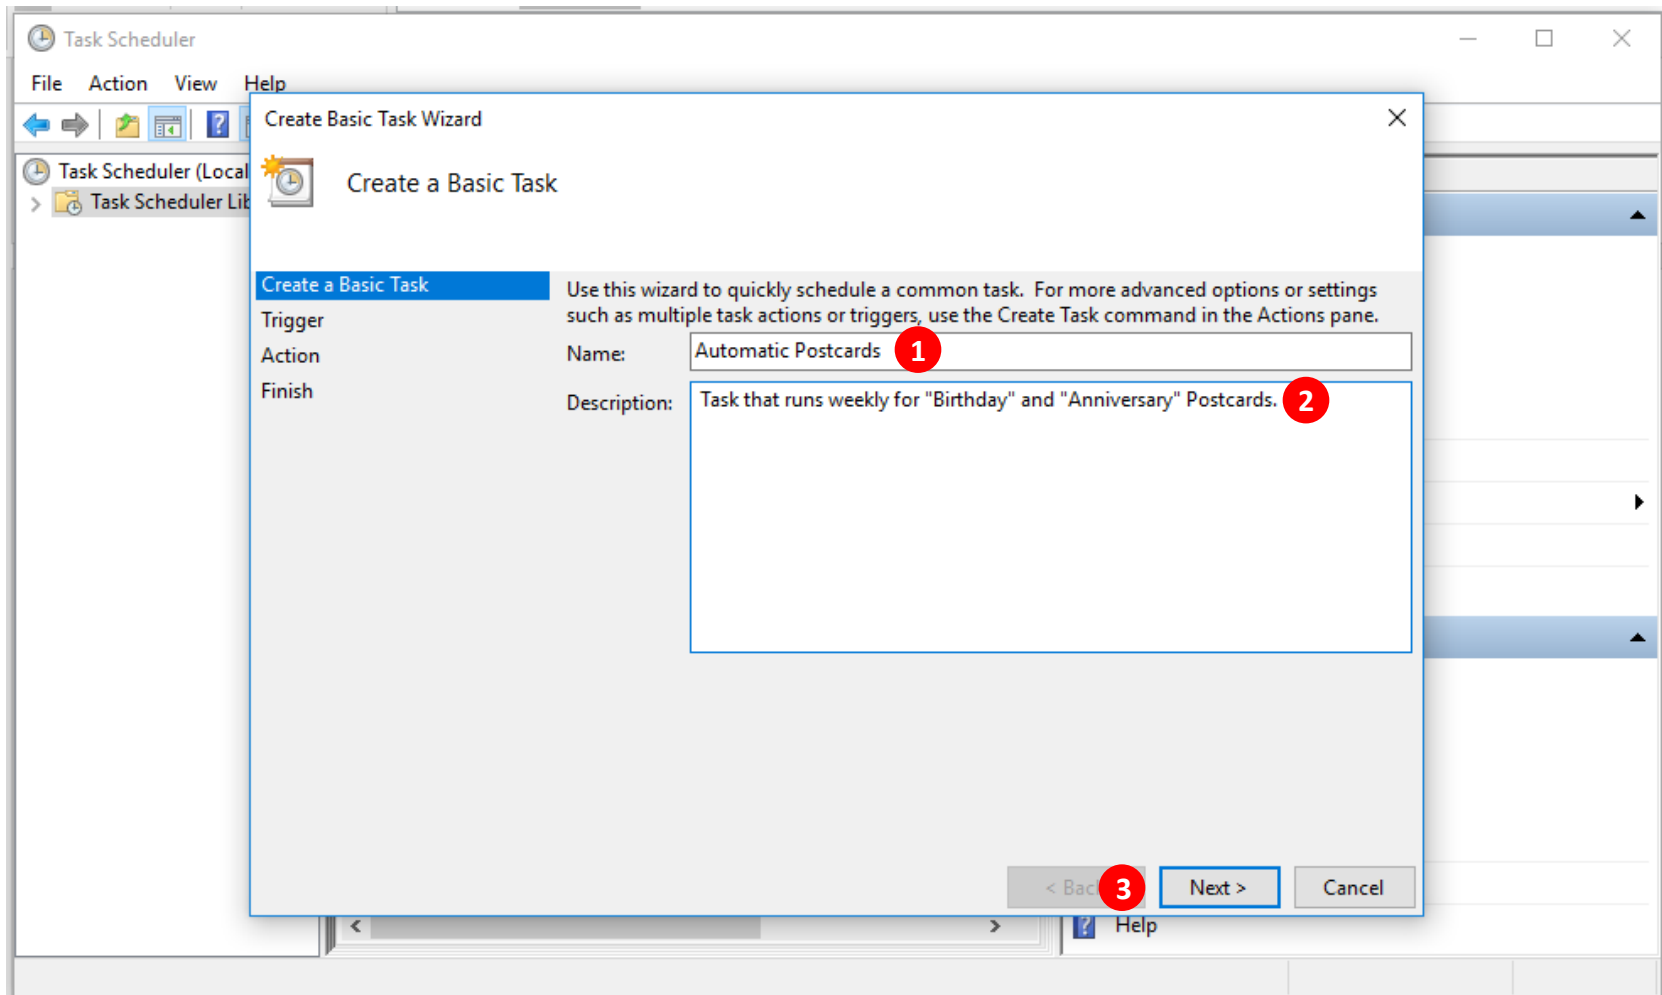 Task Scheduler
File Action View Help
Create Basic Task Wizard
Task Scheduler (Local
Task Scheduler Lib
Create a Basic Task
Create a Basic Task
Trigger
Action
Finish
Use this wizard to quickly schedule a common task. For more advanced options or settings
such as multiple task actions or triggers, use the Create Task command in the Actions pane.
Name: Automatic Postcards 1
Description: Task that runs weekly for "Birthday" and "Anniversary" Postcards. 2
< Bac 3 Next > Cancel
Help